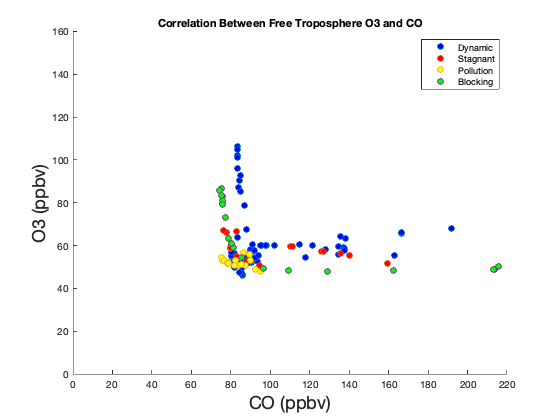 Correlation Between Free Troposphere O3 and CO
160
140
120
100
80
60
40
20
0
O3 (ppbv)
Dynamic
Stagnant
Pollution
Blocking
0 20 40 60 80 100 120 140 160 180 200 220
CO (ppbv)